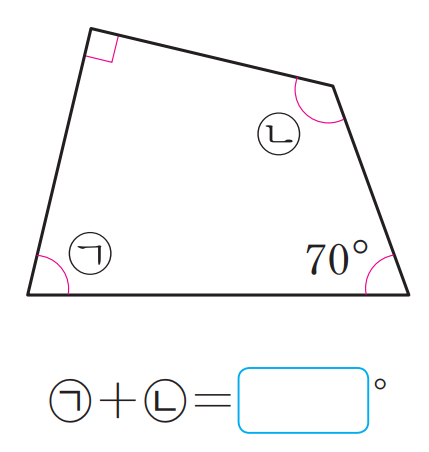 ㉡
㉠
70°
㉠+㉡= °